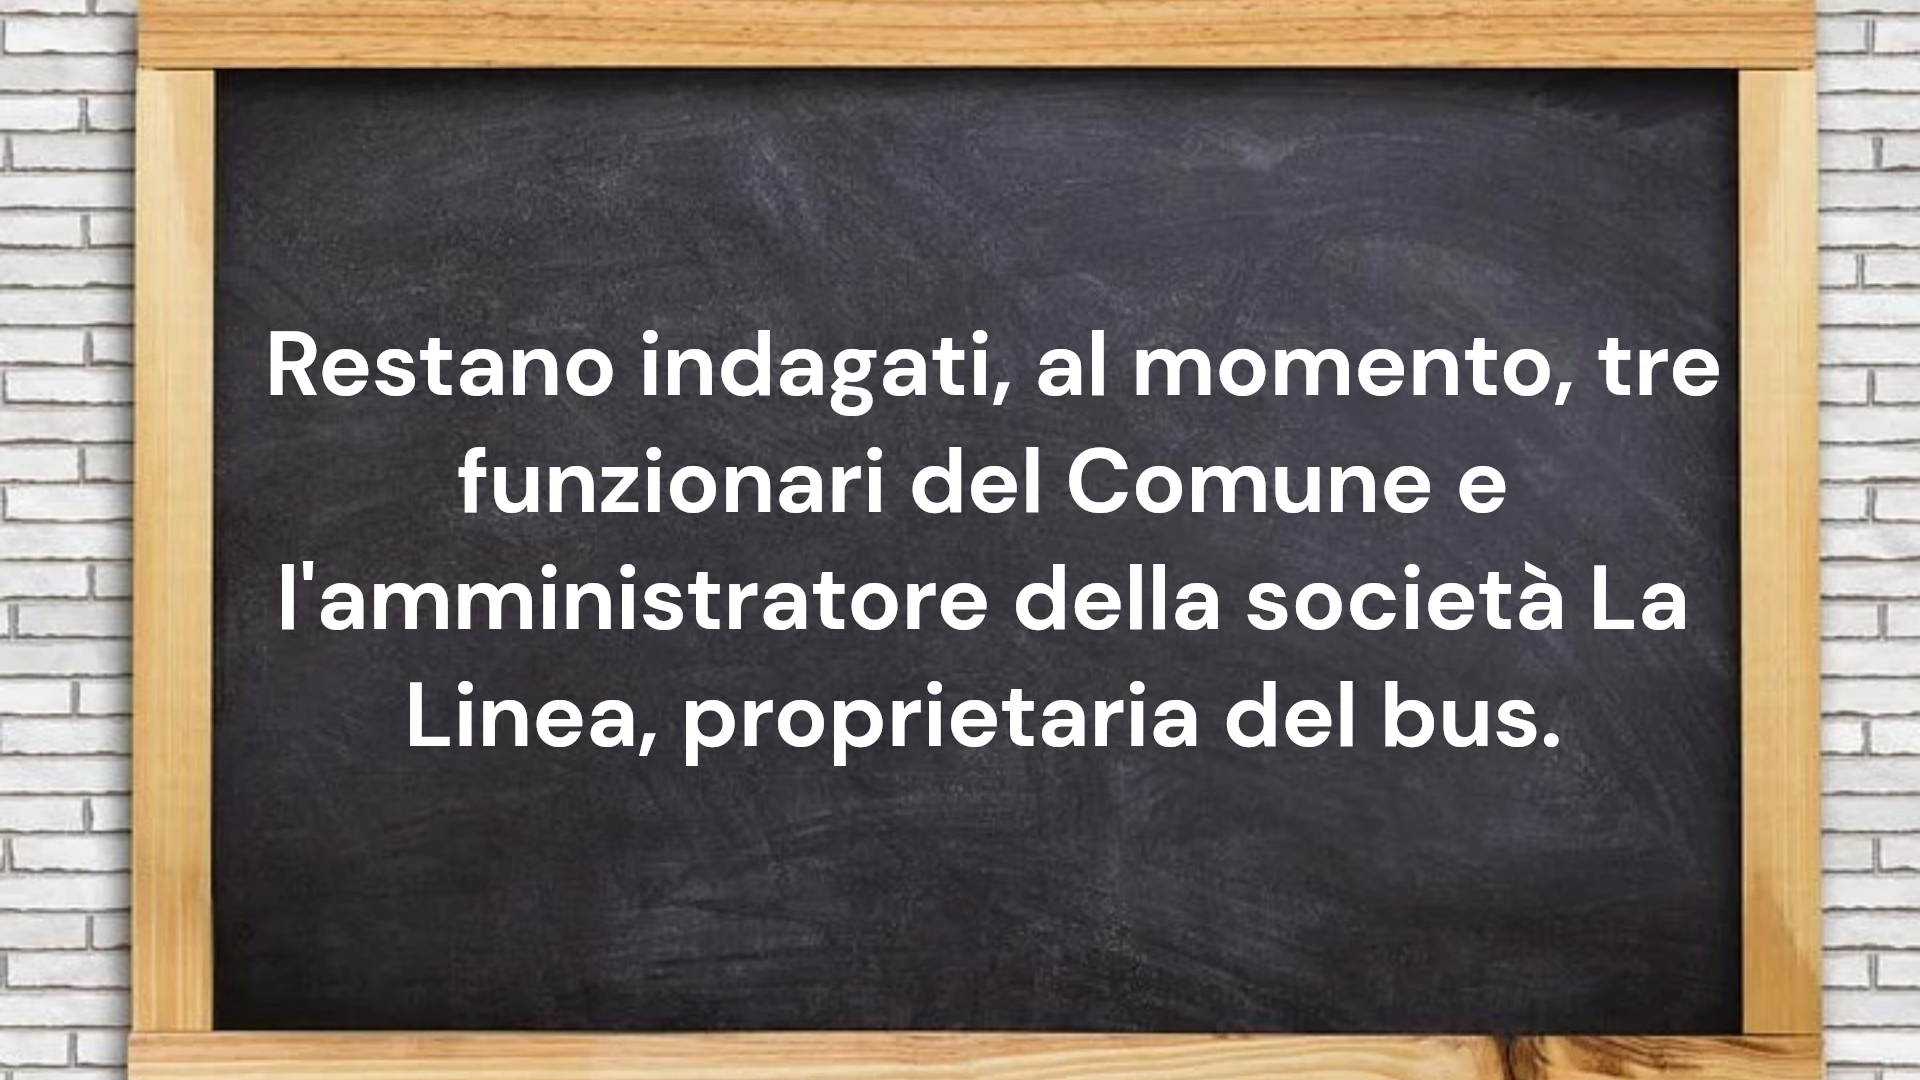 Restano indagati, al momento, tre
funzionari del Comune e
l'amministratore della società La
Linea, proprietaria del bus.